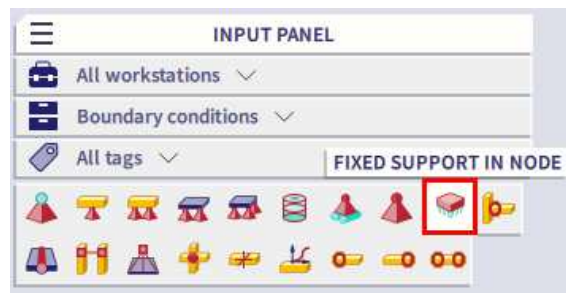 INPUT PANEL
All workstations
Boundary conditions
All tags
FIXED SUPPORT IN NODE